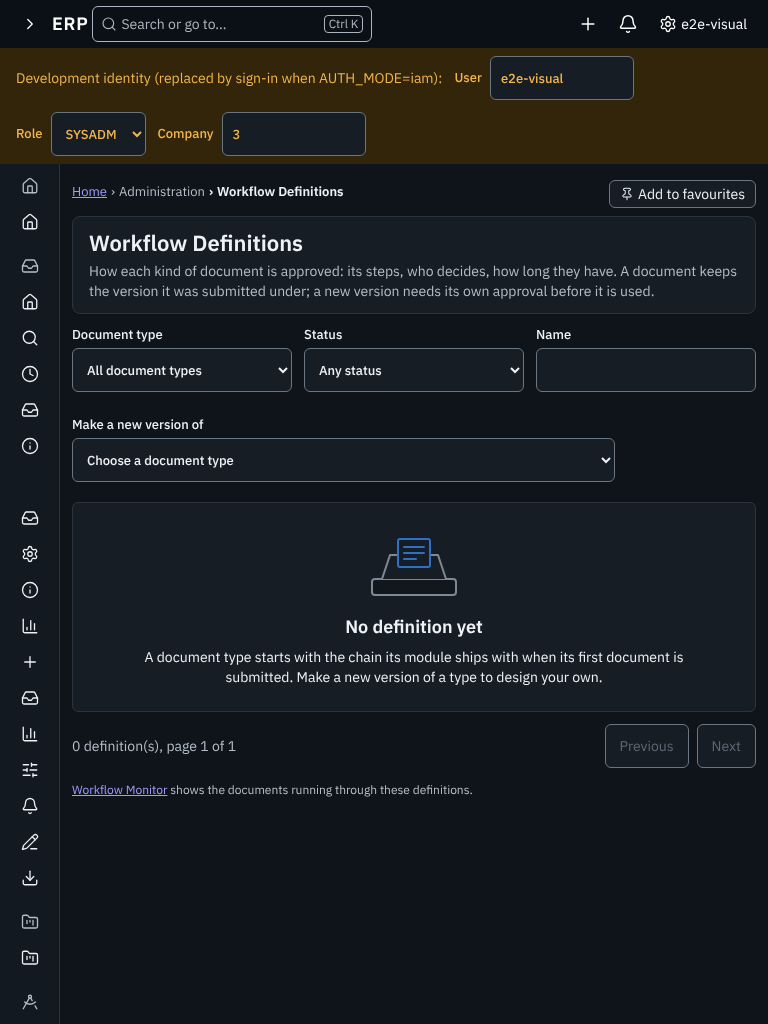 ERP
Search or go to...
Ctrl K
e2e-visual
Development identity (replaced by sign-in when AUTH_MODE=iam):
User
e2e-visual
Role
SYSADM
Company
3
Home › Administration › Workflow Definitions
Add to favourites
Workflow Definitions
How each kind of document is approved: its steps, who decides, how long they have. A document keeps
the version it was submitted under; a new version needs its own approval before it is used.
Document type
Status
Name
All document types
Any status
Make a new version of
Choose a document type
No definition yet
A document type starts with the chain its module ships with when its first document is
submitted. Make a new version of a type to design your own.
0 definition(s), page 1 of 1
Previous
Next
Workflow Monitor shows the documents running through these definitions.